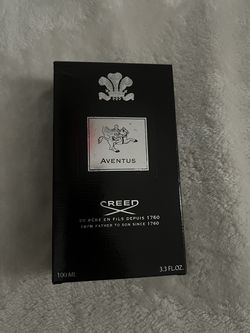 AVENTUS
CREED
DE PÈRE EN FILS DEPUIS 1760
FROM FATHER TO SON SINCE 1760
100 ML 3.3 FL.OZ.